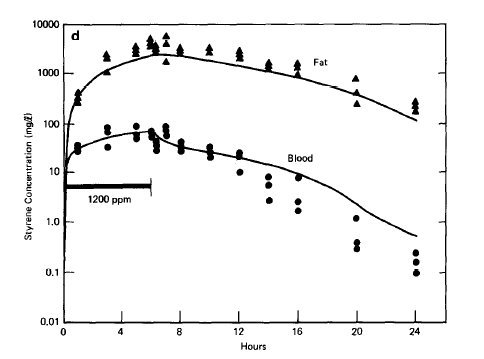 d
10000
1000
100
10
1.0
0.1
0.01
Styrene Concentration (mg/ℓ)
Fat
Blood
1200 ppm
0 4 8 12 16 20 24
Hours